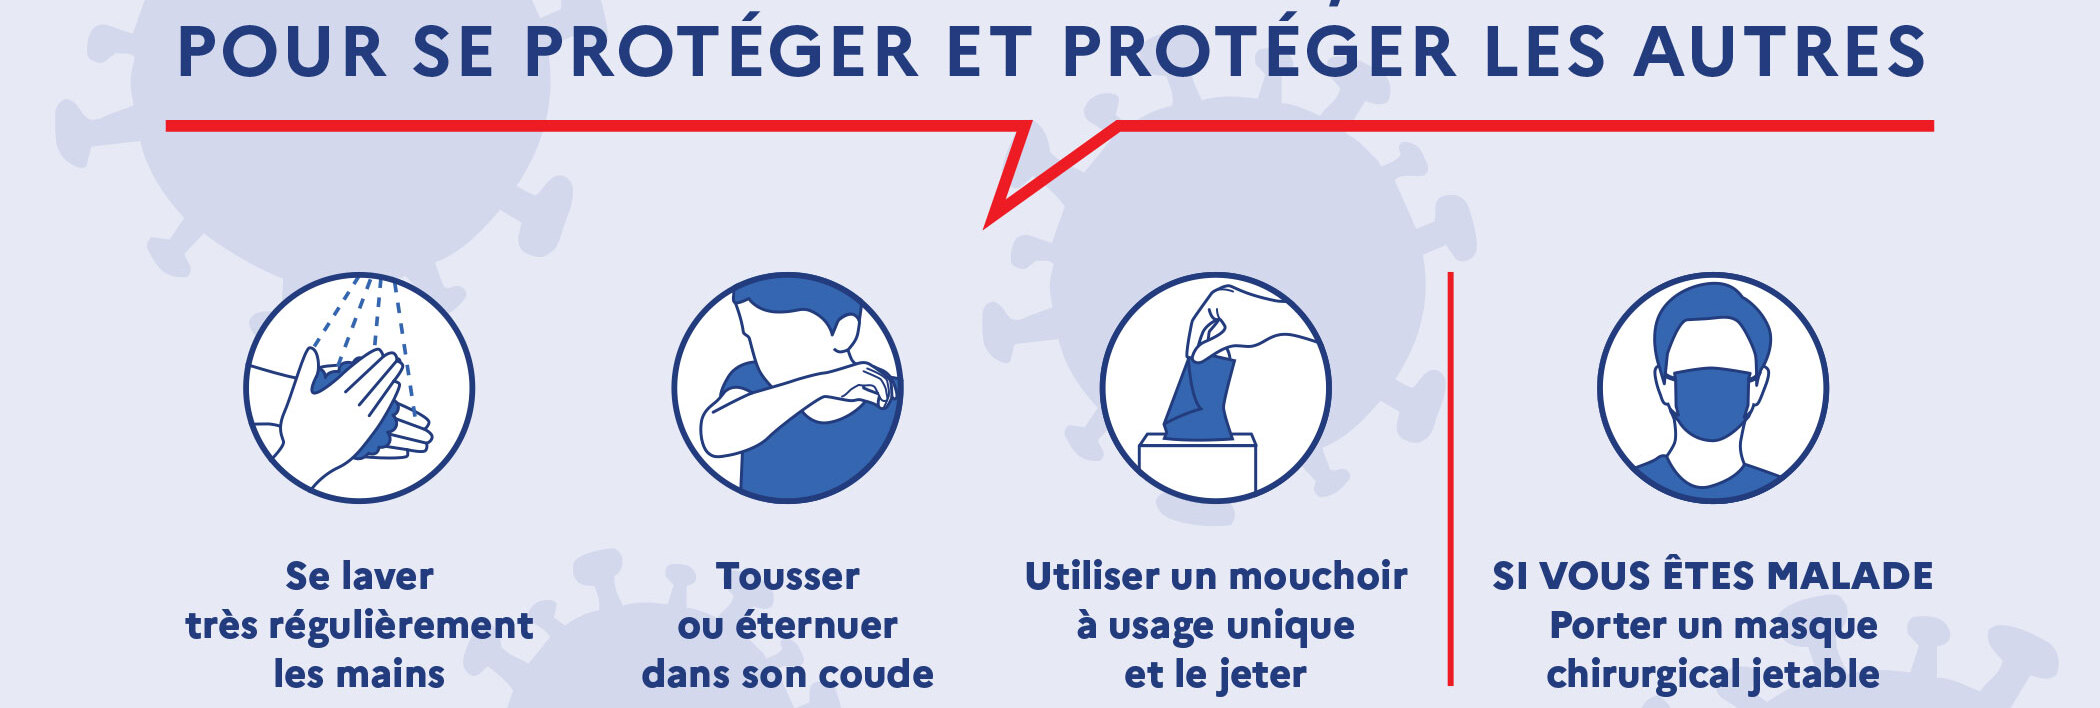 POUR SE PROTÉGER ET PROTÉGER LES AUTRES
Se laver
très régulièrement
les mains
Tousser
ou éternuer
dans son coude
Utiliser un mouchoir
à usage unique
et le jeter
SI VOUS ÊTES MALADE
Porter un masque
chirurgical jetable